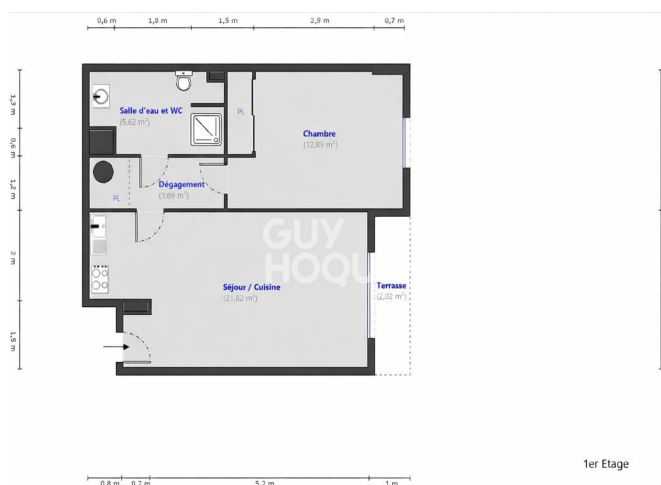 0,6 m 1,8 m 1,5 m 2,9 m 0,7 m
1,3 m
0,6 m
1,2 m
2 m
1,5 m
Salle d'eau et WC
(5,62 m²)
PL
Chambre
(12,89 m²)
Dégagement
(3,89 m²)
PL
GUY
HOQU
Séjour / Cuisine
(21,82 m²)
Terrasse
(2,02 m²)
1er Etage
0,8 m 0,7 m 5,2 m 1 m